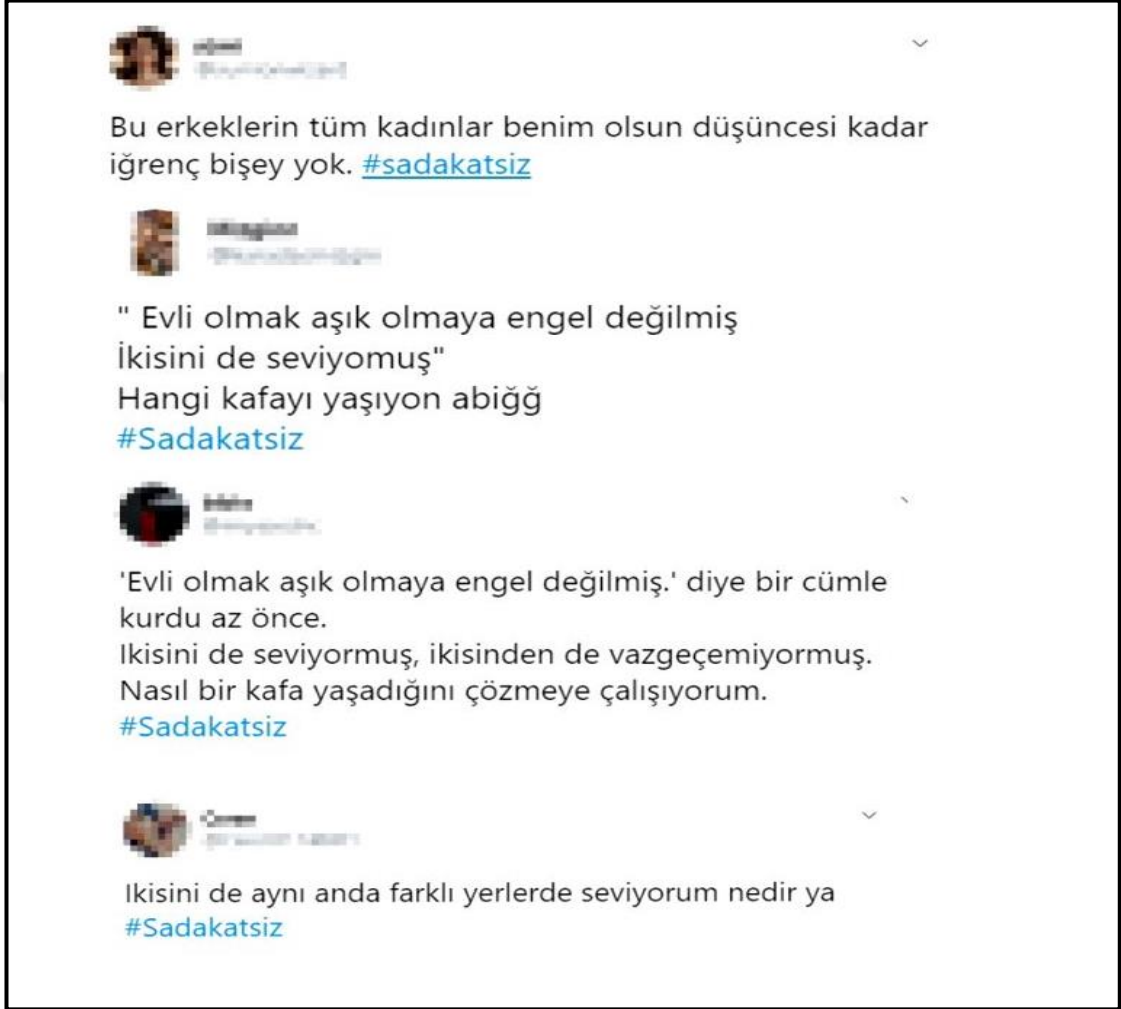 Bu erkeklerin tüm kadınlar benim olsun düşüncesi kadar
iğrenç bişey yok. #sadakatsiz
" Evli olmak aşık olmaya engel değilmiş
İkisini de seviyomuş"
Hangi kafayı yaşıyon abiğğ
#Sadakatsiz
'Evli olmak aşık olmaya engel değilmiş.' diye bir cümle
kurdu az önce.
Ikisini de seviyormuş, ikisinden de vazgeçemiyormuş.
Nasıl bir kafa yaşadığını çözmeye çalışıyorum.
#Sadakatsiz
Ikisini de aynı anda farklı yerlerde seviyorum nedir ya
#Sadakatsiz